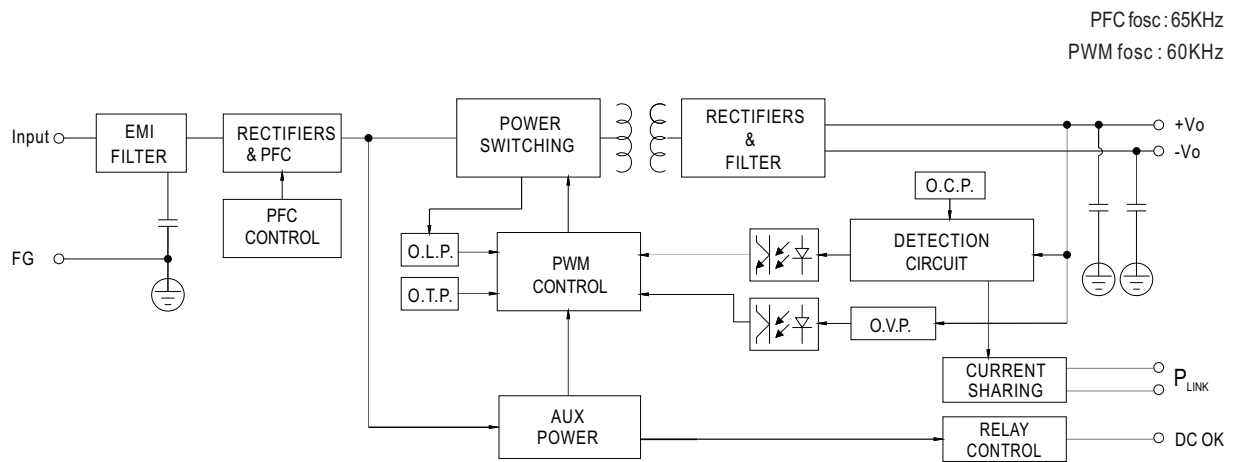 PFC fosc : 65KHz
PWM fosc : 60KHz
Input
EMI
FILTER
RECTIFIERS
& PFC
POWER
SWITCHING
RECTIFIERS
&
FILTER
+Vo
-Vo
PFC
CONTROL
O.C.P.
FG
O.L.P.
PWM
CONTROL
DETECTION
CIRCUIT
O.T.P.
O.V.P.
CURRENT
SHARING
PLINK
AUX
POWER
RELAY
CONTROL
DC OK